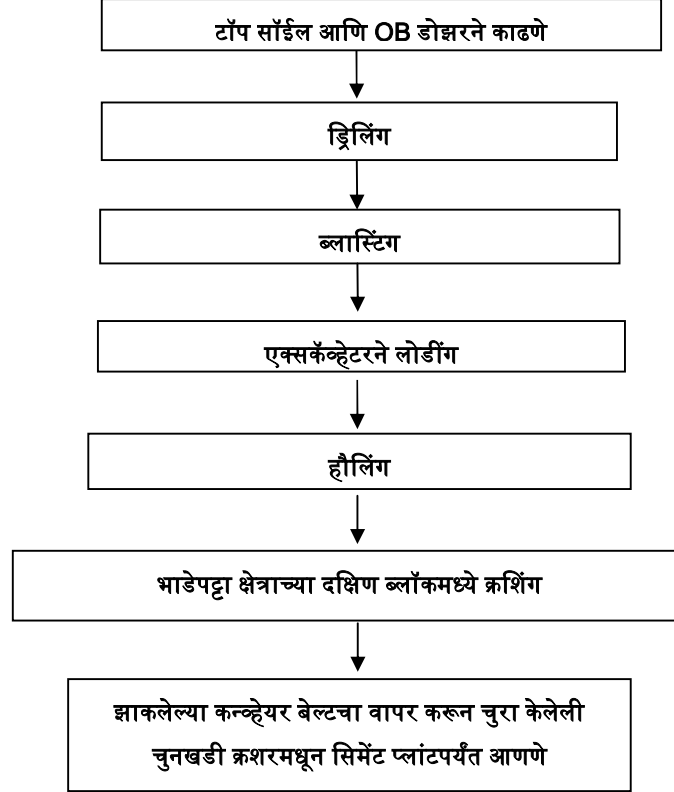 टॉप सॉईल आणि OB डोझरने काढणे
ड्रिलिंग
ब्लास्टिंग
एक्सकॅव्हेटरने लोडींग
हौलिंग
भाडेपट्टा क्षेत्राच्या दक्षिण ब्लॉकमध्ये क्रशिंग
झाकलेल्या कन्व्हेयर बेल्टचा वापर करून चुरा केलेली
चुनखडी क्रशरमधून सिमेंट प्लांटपर्यंत आणणे